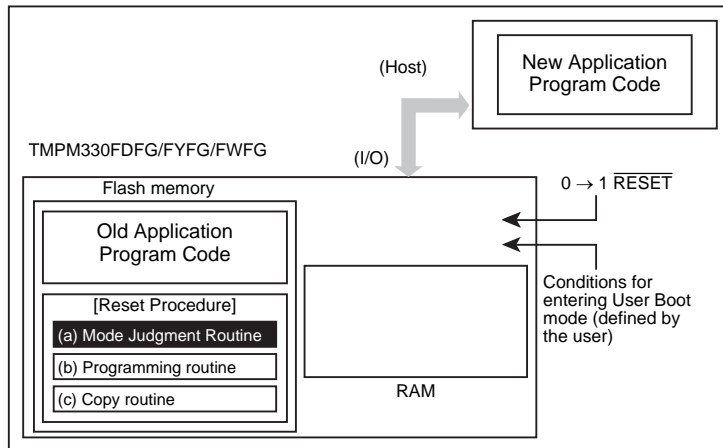 New Application
Program Code
(Host)
TMPM330FDFG/FYFG/FWFG
(I/O)
Flash memory
0 → 1 RESET
Old Application
Program Code
[Reset Procedure]
(a) Mode Judgment Routine
(b) Programming routine
(c) Copy routine
RAM
Conditions for
entering User Boot
mode (defined by
the user)